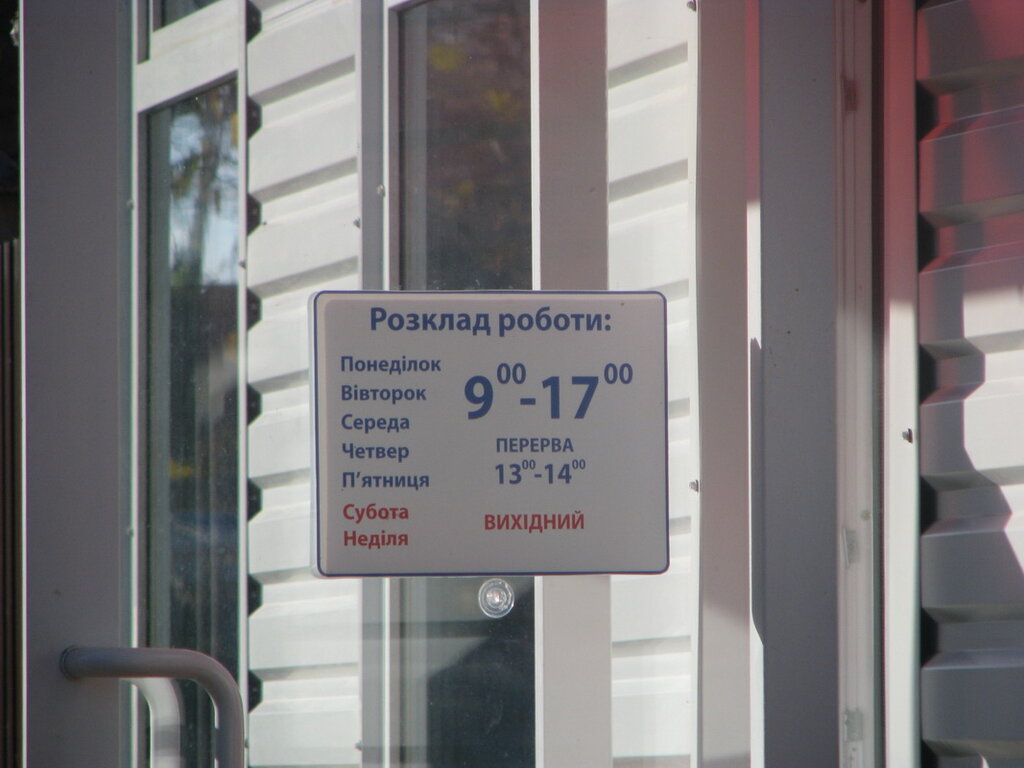 Розклад роботи:
Понеділок
Вівторок
Середа
Четвер
П'ятниця
9⁰⁰-17⁰⁰
ПЕРЕРВА
13⁰⁰-14⁰⁰
Субота
Неділя
ВИХІДНИЙ